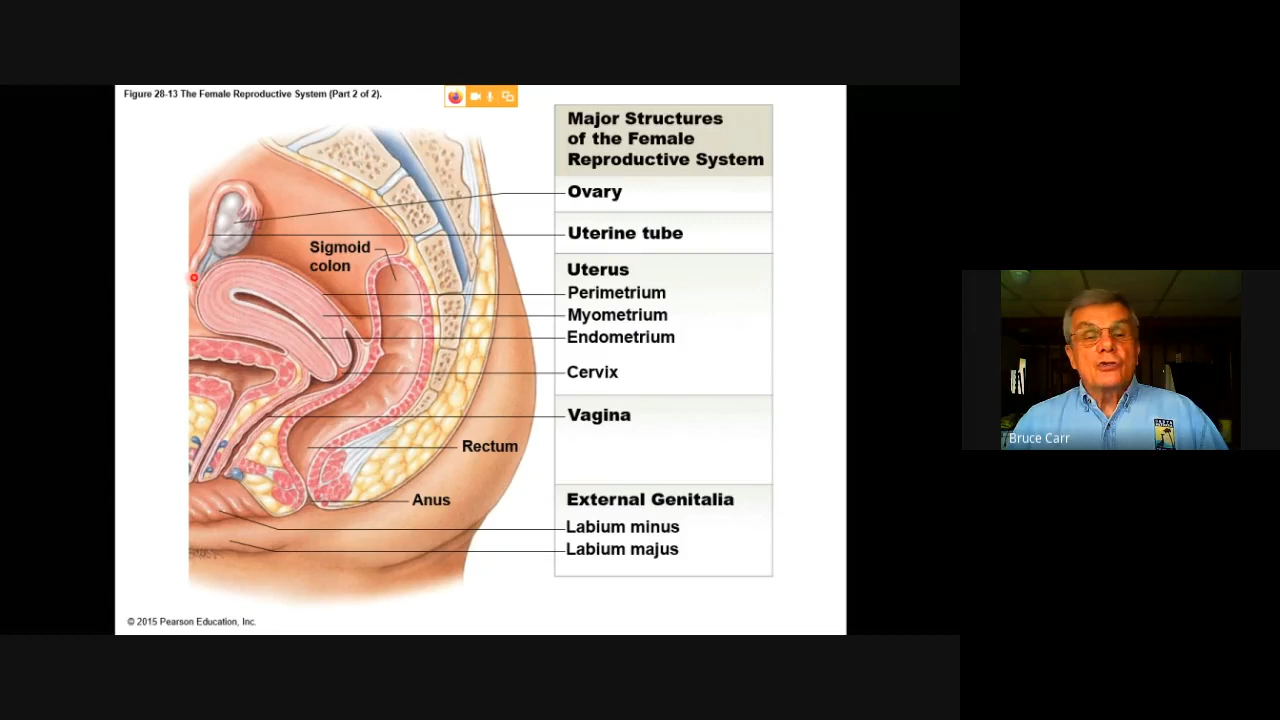 Figure 28-13 The Female Reproductive System (Part 2 of 2).
Major Structures
of the Female
Reproductive System
Ovary
Uterine tube
Sigmoid
colon
Uterus
Perimetrium
Myometrium
Endometrium
Cervix
Vagina
Rectum
Anus
External Genitalia
Labium minus
Labium majus
© 2015 Pearson Education, Inc.
Bruce Carr